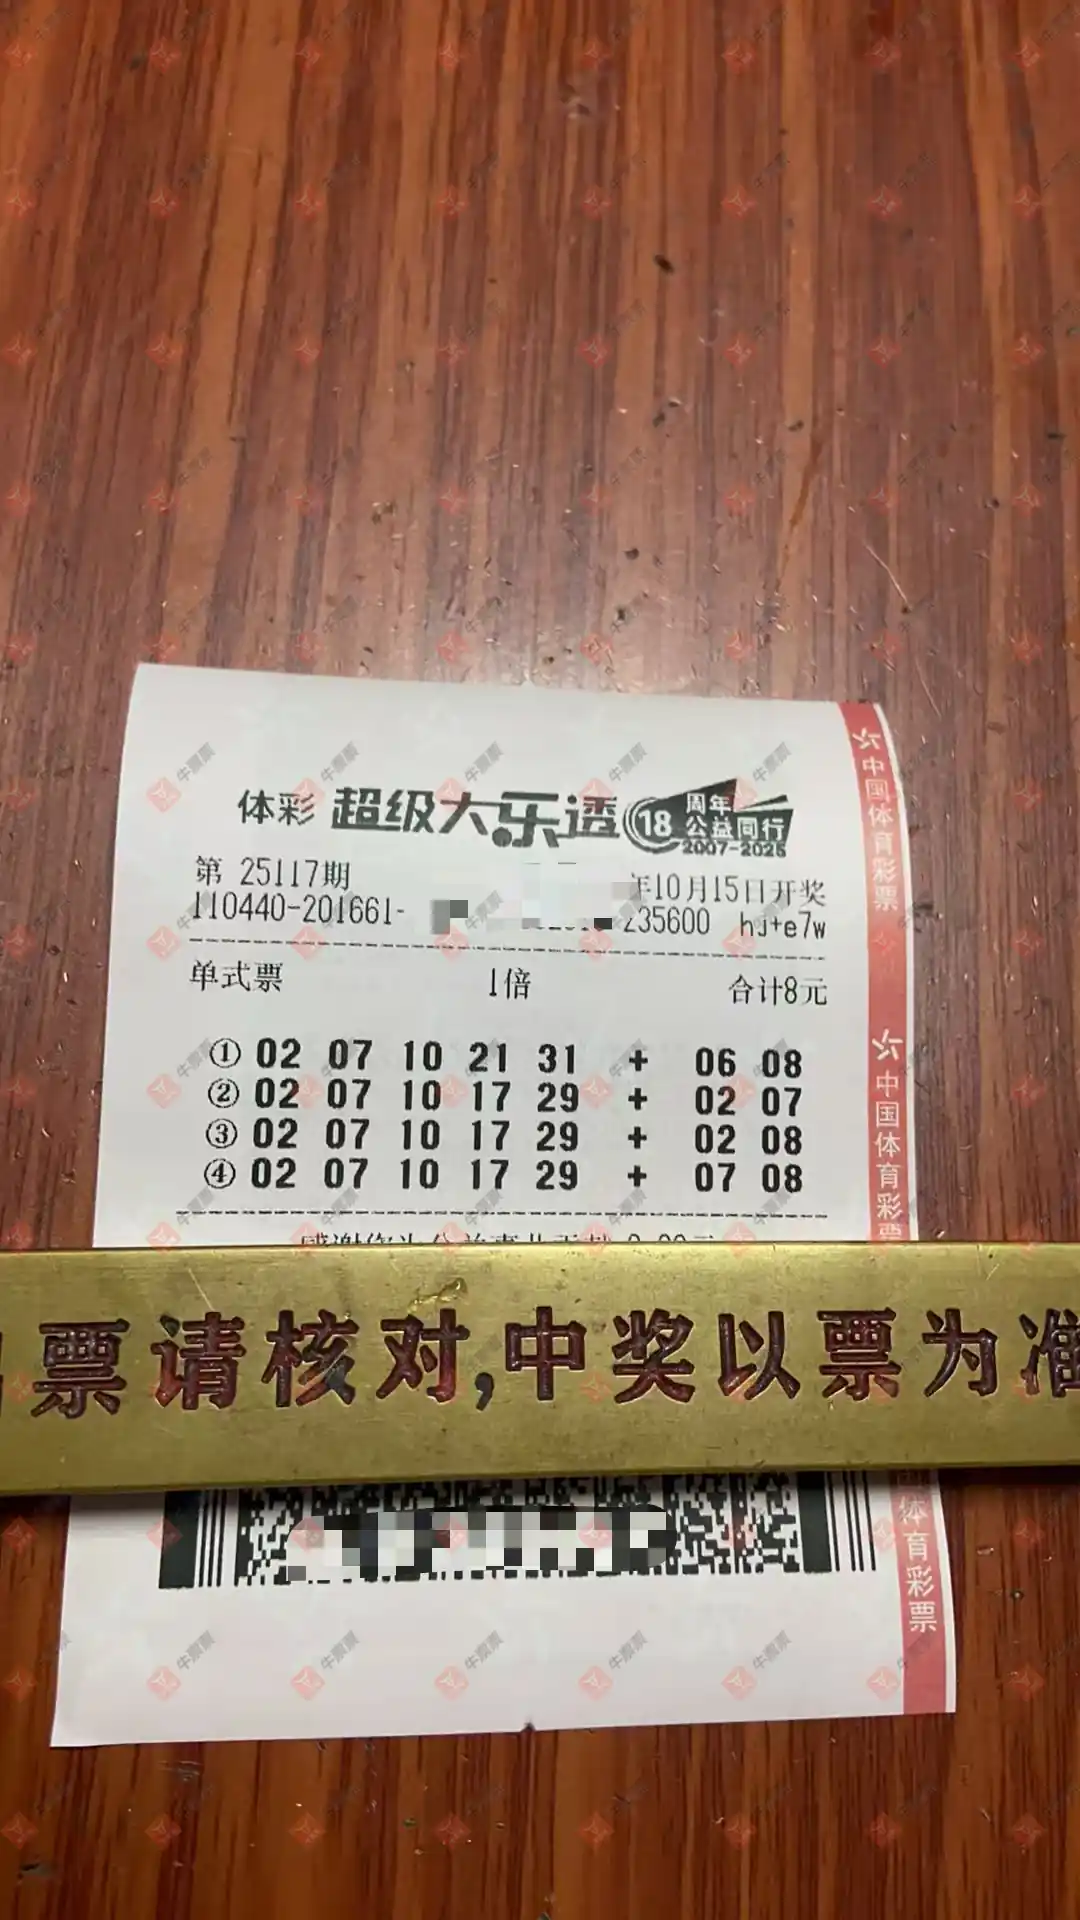 体彩 超级大乐透 18 周年 公益同行 2007-2025
第 25117期 年10月15日开奖
110440-201661- 235600 hJ+e7w
单式票 1倍 合计8元
① 02 07 10 21 31 + 06 08
② 02 07 10 17 29 + 02 07
③ 02 07 10 17 29 + 02 08
④ 02 07 10 17 29 + 07 08
票请核对,中奖以票为准
中国体育彩票
中国体育彩票
体育彩票
牛票票